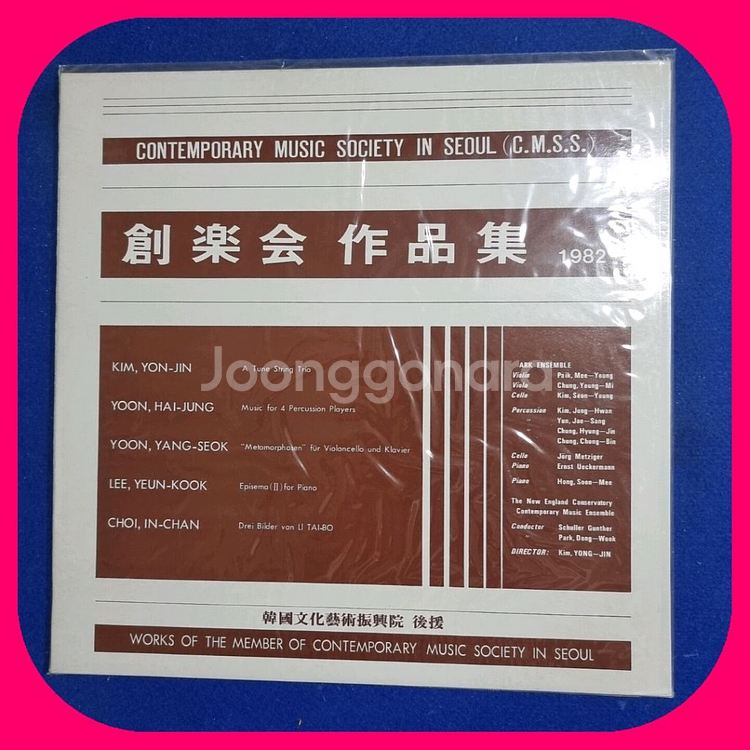 CONTEMPORARY MUSIC SOCIETY IN SEOUL (C.M.S.S.)
創楽会 作品集 1982
Joonggonara
KIM, YON-JIN A Tune String Trio
YOON, HAI-JUNG Music for 4 Percussion Players
YOON, YANG-SEOK "Metamorphosen" für Violoncello und Klavier
LEE, YEUN-KOOK Episema (Ⅱ) for Piano
CHOI, IN-CHAN Drei Bilder van LI TAI-BO
ARK ENSEMBLE
Violin Paik, Mee-Young
Viola Chung, Young-Mi
Cello Kim, Sean-Young
Percussion Kim, Jong-Hwan
" Yun, Jae-Sang
" Chung, Hyung-Jin
Chung, Chong-Bin
Cello Jörg Metziger
Piano Ernst Ueckermann
Piano Hong, Soon-Mee
The New England Conservatory
Contemporary Music Ensemble
Conductor Schuller Gunther
" Park, Dong-Wook
DIRECTOR: Kim, YONG-JIN
韓國文化藝術振興院 後援
WORKS OF THE MEMBER OF CONTEMPORARY MUSIC SOCIETY IN SEOUL